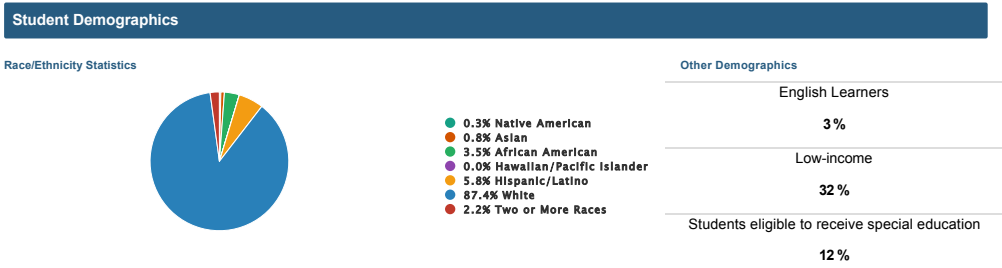 Student Demographics
Race/Ethnicity Statistics
0.3% Native American
0.8% Asian
3.5% African American
0.0% Hawaiian/Pacific Islander
5.8% Hispanic/Latino
87.4% White
2.2% Two or More Races
Other Demographics
English Learners
3 %
Low-income
32 %
Students eligible to receive special education
12 %